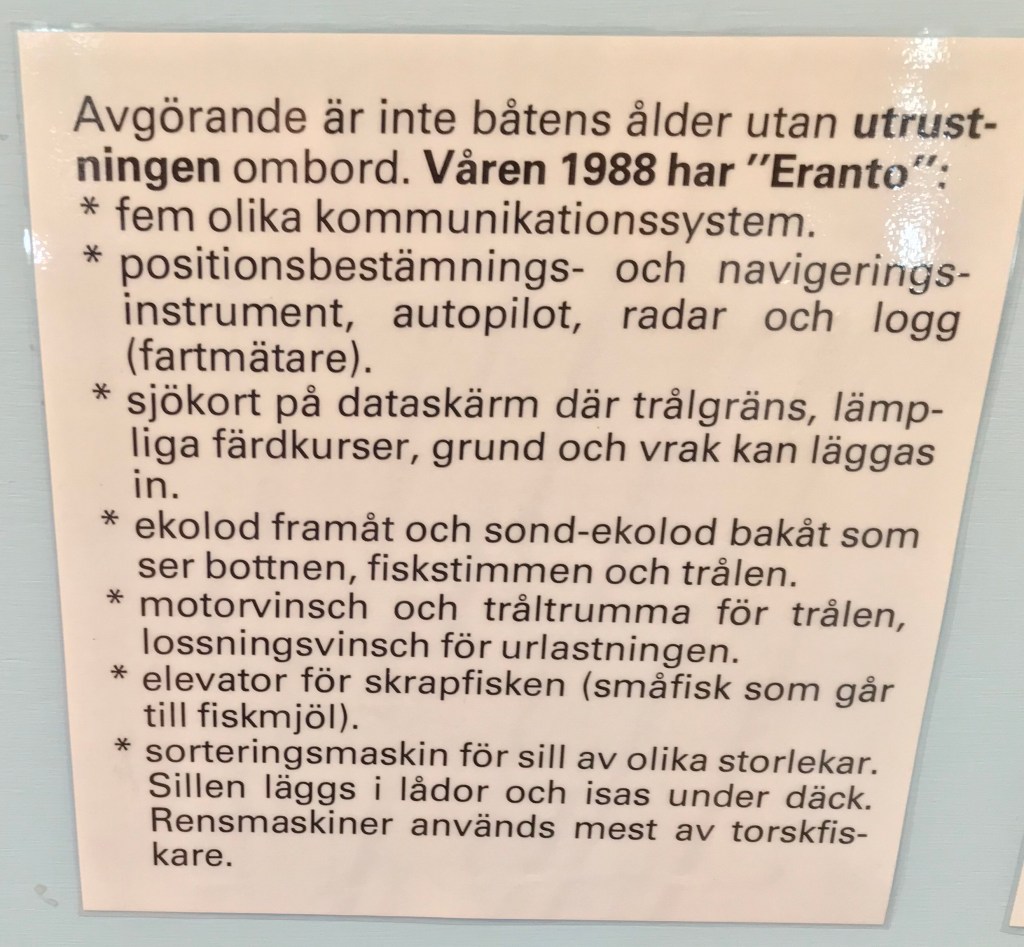 Avgörande är inte båtens ålder utan utrust-
ningen ombord. Våren 1988 har "Eranto":
* fem olika kommunikationssystem.
* positionsbestämnings- och navigerings-
instrument, autopilot, radar och logg
(fartmätare).
* sjökort på dataskärm där trålgräns, lämp-
liga färdkurser, grund och vrak kan läggas
in.
* ekolod framåt och sond-ekolod bakåt som
ser bottnen, fiskstimmen och trålen.
* motorvinsch och tråltrumma för trålen,
lossningsvinsch för urlastningen.
* elevator för skrapfisken (småfisk som går
till fiskmjöl).
* sorteringsmaskin för sill av olika storlekar.
Sillen läggs i lådor och isas under däck.
Rensmaskiner används mest av torskfis-
kare.